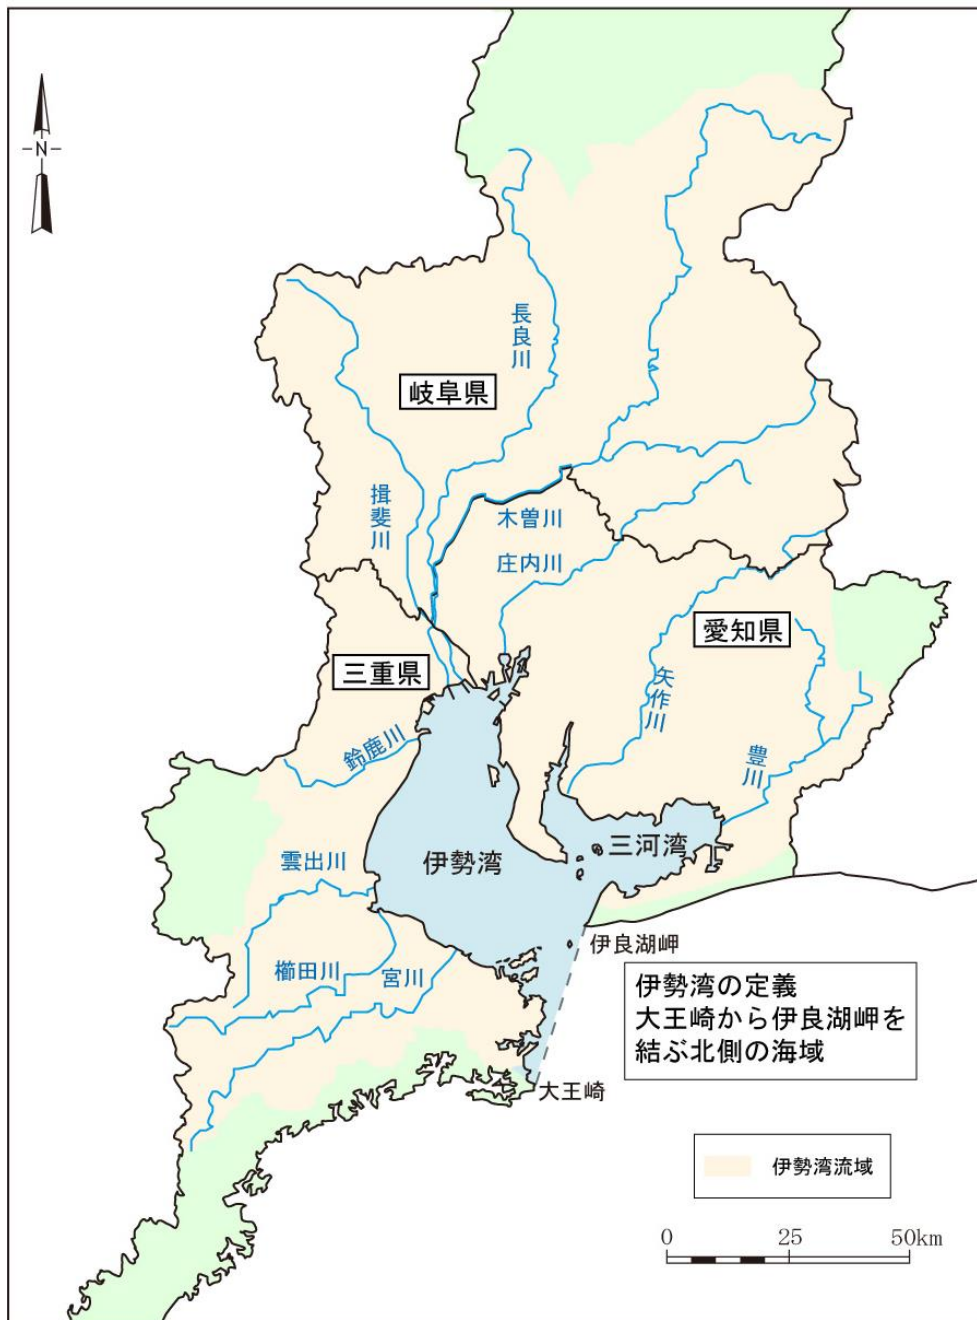 N
長良川
岐阜県
揖斐川
木曽川
庄内川
愛知県
三重県
矢作川
鈴鹿川
豊川
三河湾
伊勢湾
雲出川
伊良湖岬
櫛田川
宮川
伊勢湾の定義
大王崎から伊良湖岬を
結ぶ北側の海域
大王崎
伊勢湾流域
0 25 50km